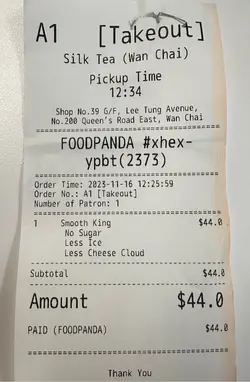 A1 [Takeout]
Silk Tea (Wan Chai)
Pickup Time
12:34
Shop No.39 G/F, Lee Tung Avenue,
No.200 Queen's Road East, Wan Chai
FOODPANDA #xhex-
ypbt(2373)
Order Time: 2023-11-16 12:25:59
Order No.: A1 [Takeout]
Number of Patron: 1
1 Smooth King $44.0
No Sugar
Less Ice
Less Cheese Cloud
Subtotal $44.0
Amount $44.0
PAID (FOODPANDA) $44.0
Thank You